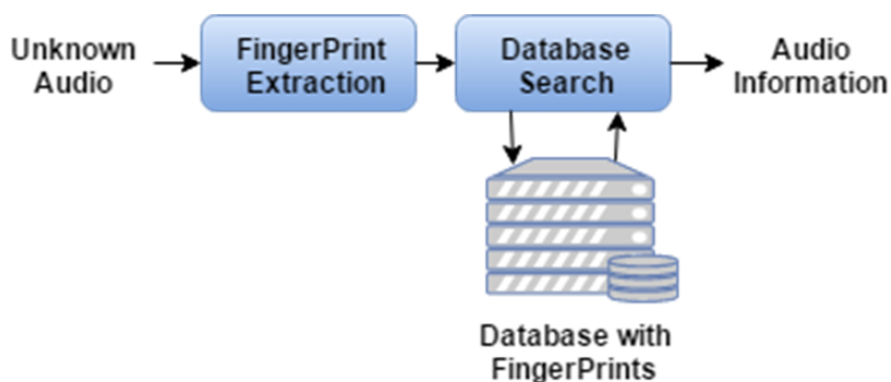 Unknown
Audio
FingerPrint
Extraction
Database
Search
Audio
Information
Database with
FingerPrints